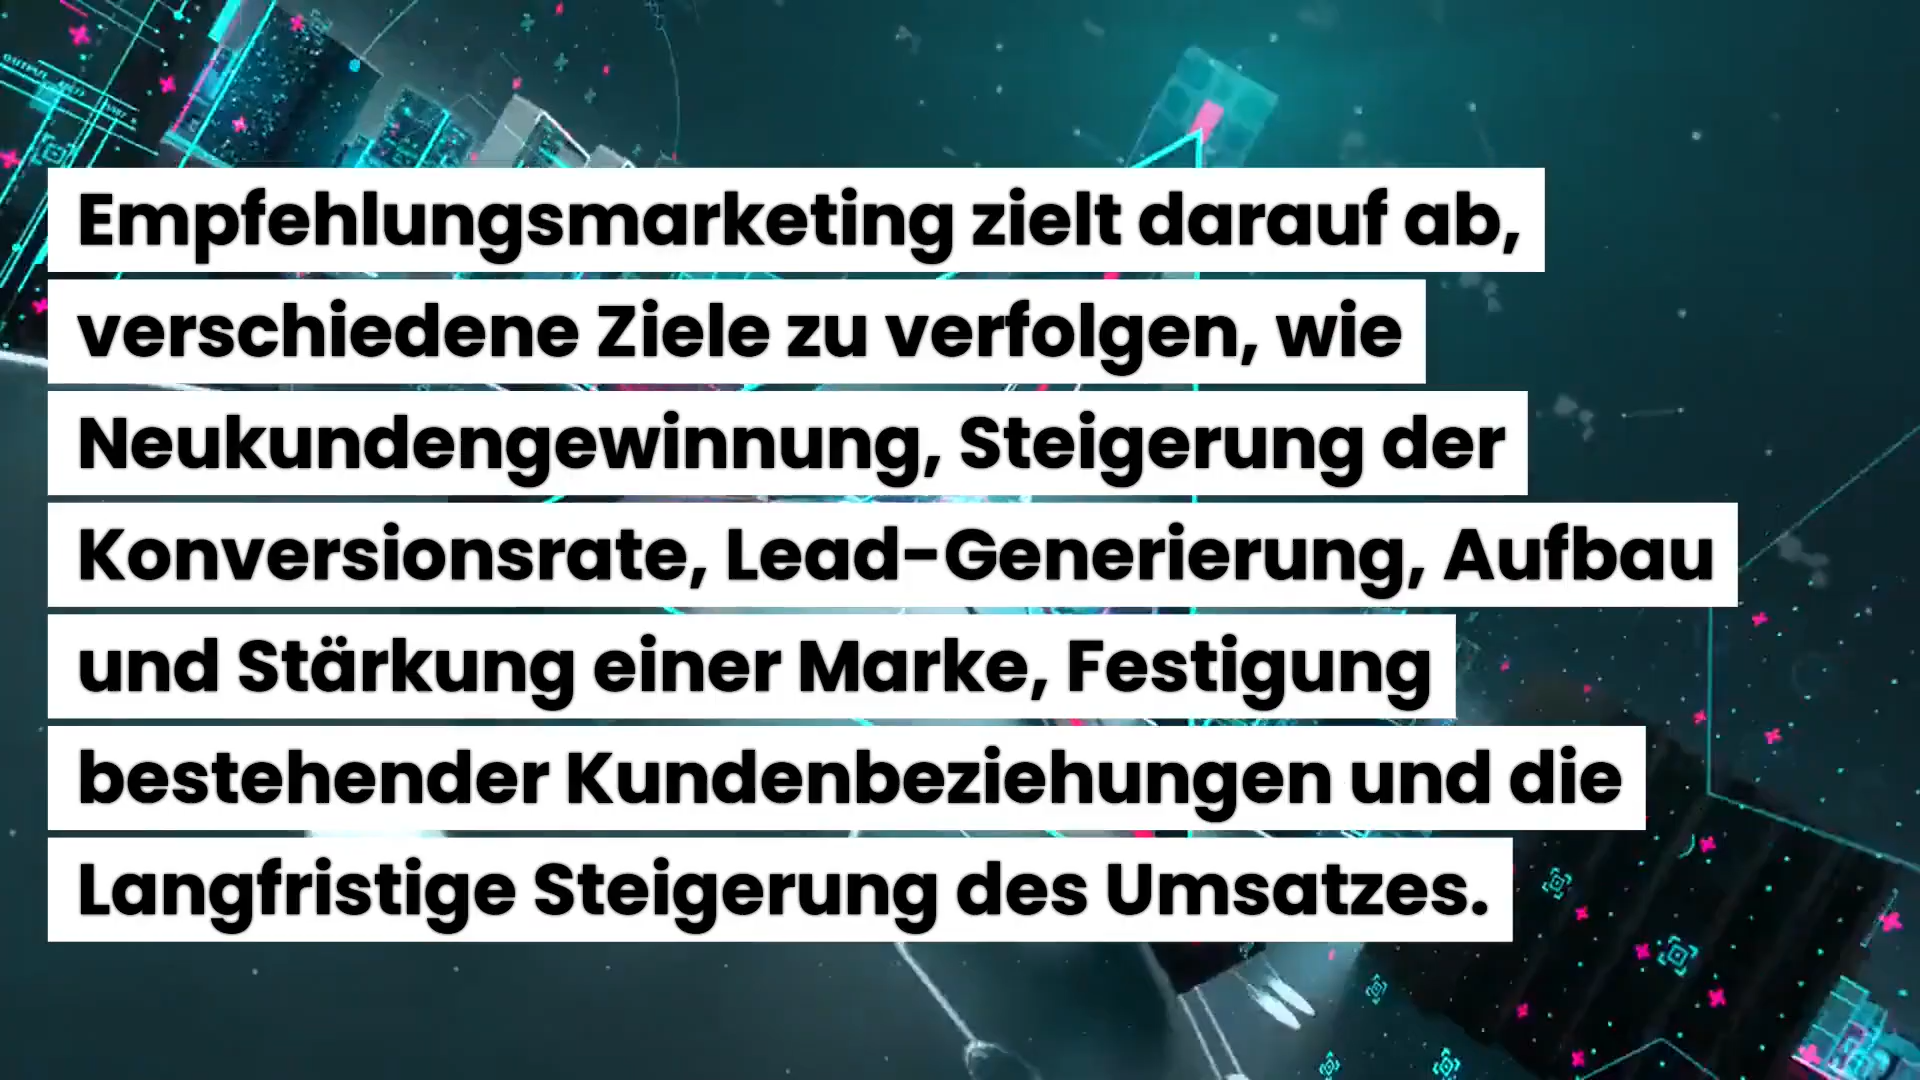 Empfehlungsmarketing zielt darauf ab,
verschiedene Ziele zu verfolgen, wie
Neukundengewinnung, Steigerung der
Konversionsrate, Lead-Generierung, Aufbau
und Stärkung einer Marke, Festigung
bestehender Kundenbeziehungen und die
Langfristige Steigerung des Umsatzes.